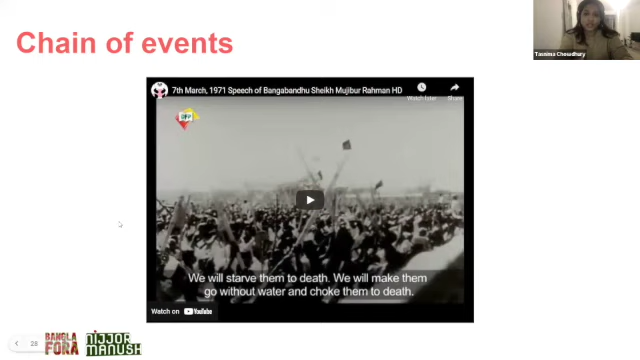 Chain of events
Tasnima Chowdhury
7th March, 1971 Speech of Bangabandhu Sheikh Mujibur Rahman HD
Watch later
Share
We will starve them to death. We will make them
go without water and choke them to death.
Watch on YouTube
28
BANGLA
FORA
NIJJOR
MANUSH